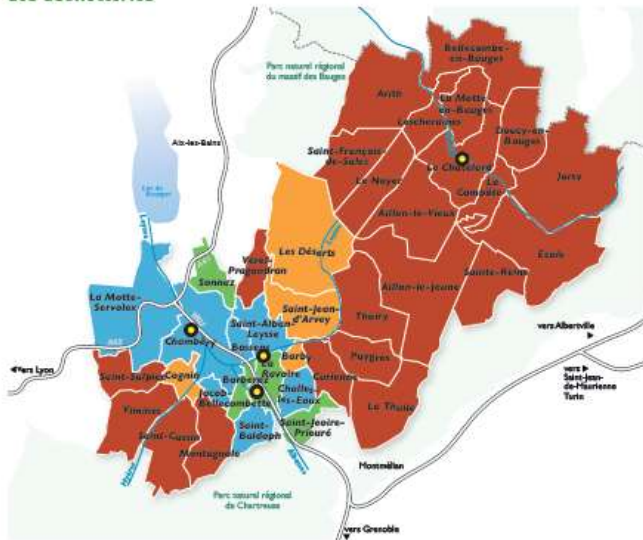 Parc naturel régional
du massif des Bauges
Bellecombe-
en-Bauges
Arith
La Motte-
en-Bauges
Lescheraines
Doucy-en-
Bauges
Aix-les-Bains
Saint-François-
de-Sales
Le Châtelard
Jarsy
Lac du
Bourget
Le Noyer
La
Compôte
Aillon-le-Vieux
Leysse
Les Déserts
École
Verel-
Pragondran
Sainte-Reine
Sonnaz
Aillon-le-Jeune
La Motte-
Servolex
Saint-Jean-
d'Arvey
Thoiry
Saint-Alban-
Leysse
vers Albertville
Chambéry
Bassens
Barby
Puygros
vers Lyon
La
Ravoire
Curienne
vers
Saint-Jean-
de-Maurienne
Turin
Saint-Sulpice
Cognin
Barberaz
Challes-
les-Eaux
Jacob-
Bellecombette
Vimines
La Thuile
Saint-Cassin
Saint-
Baldoph
Saint-Jeoire-
Prieuré
Montagnole
Hyère
Albanne
Montmélian
Parc naturel régional
de Chartreuse
vers Grenoble